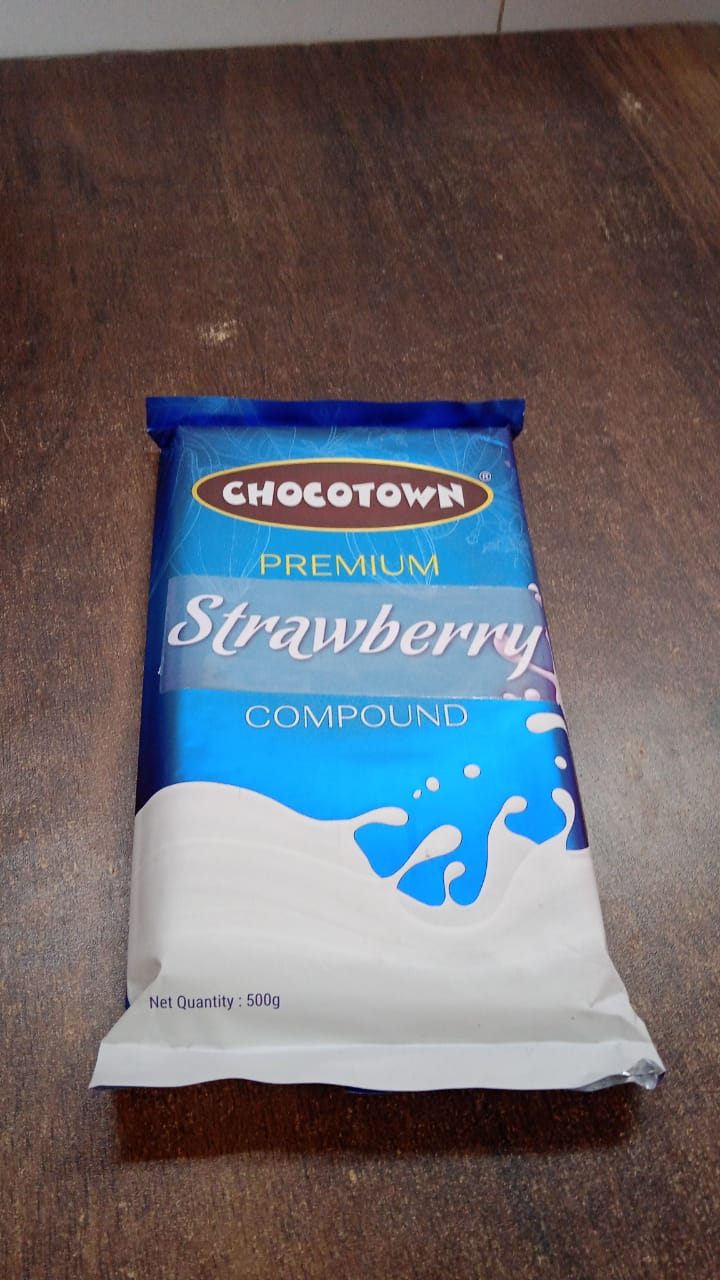 CHOCOTOWN®
PREMIUM
Strawberry
COMPOUND
Net Quantity : 500g